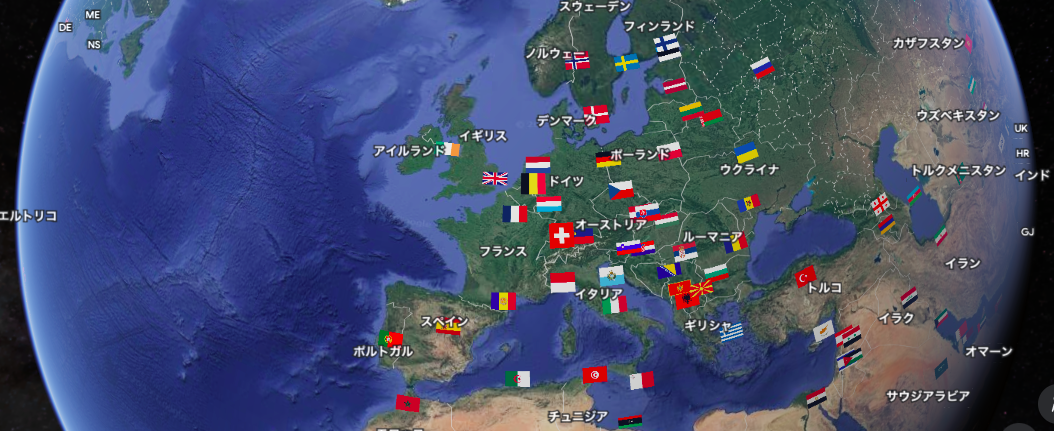 スウェーデン
ME
フィンランド
DE
NS
カザフスタン
ノルウェー
ウズベキスタン
デンマーク
UK
イギリス
アイルランド
ポーランド
HR
ウクライナ
トルクメニスタン
インド
ドイツ
エルトリコ
オーストリア
GJ
ルーマニア
フランス
イラン
トルコ
イタリア
スペイン
イラク
ギリシャ
ポルトガル
オマーン
サウジアラビア
チュニジア